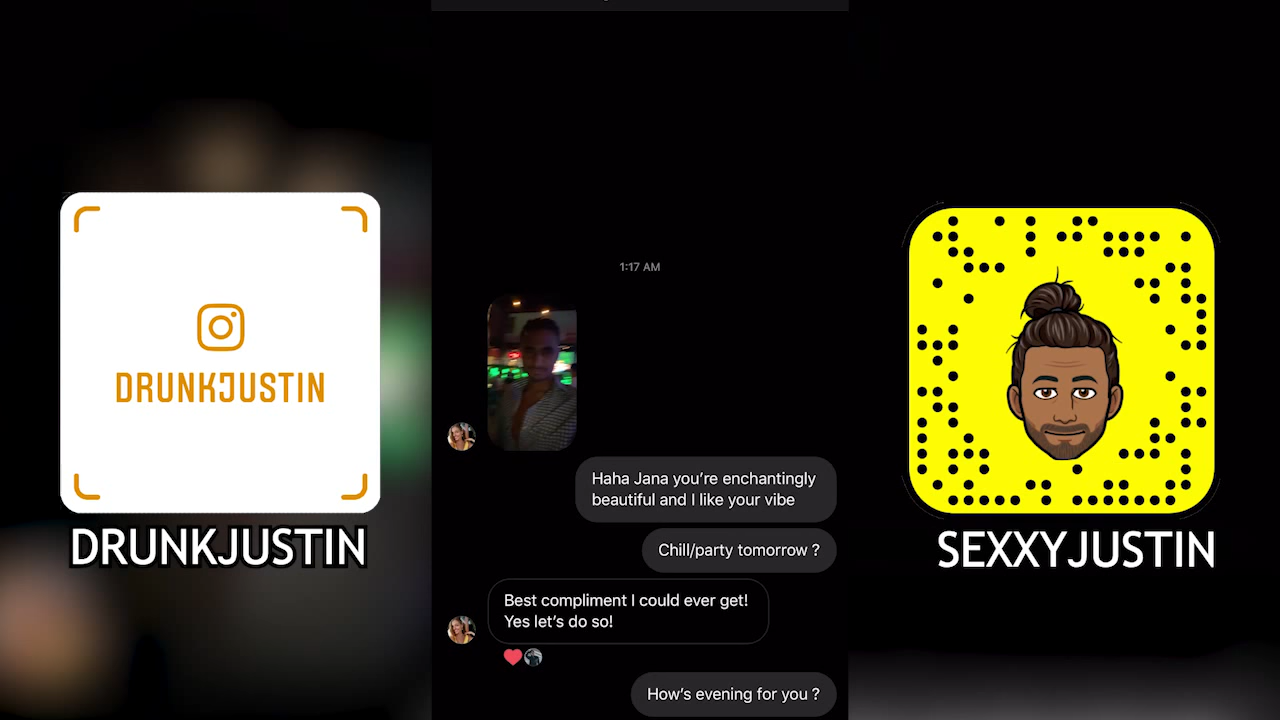 DRUNKJUSTIN
DRUNKJUSTIN
1:17 AM
Haha Jana you're enchantingly
beautiful and I like your vibe
Chill/party tomorrow ?
Best compliment I could ever get!
Yes let's do so!
How's evening for you ?
SEXXYJUSTIN